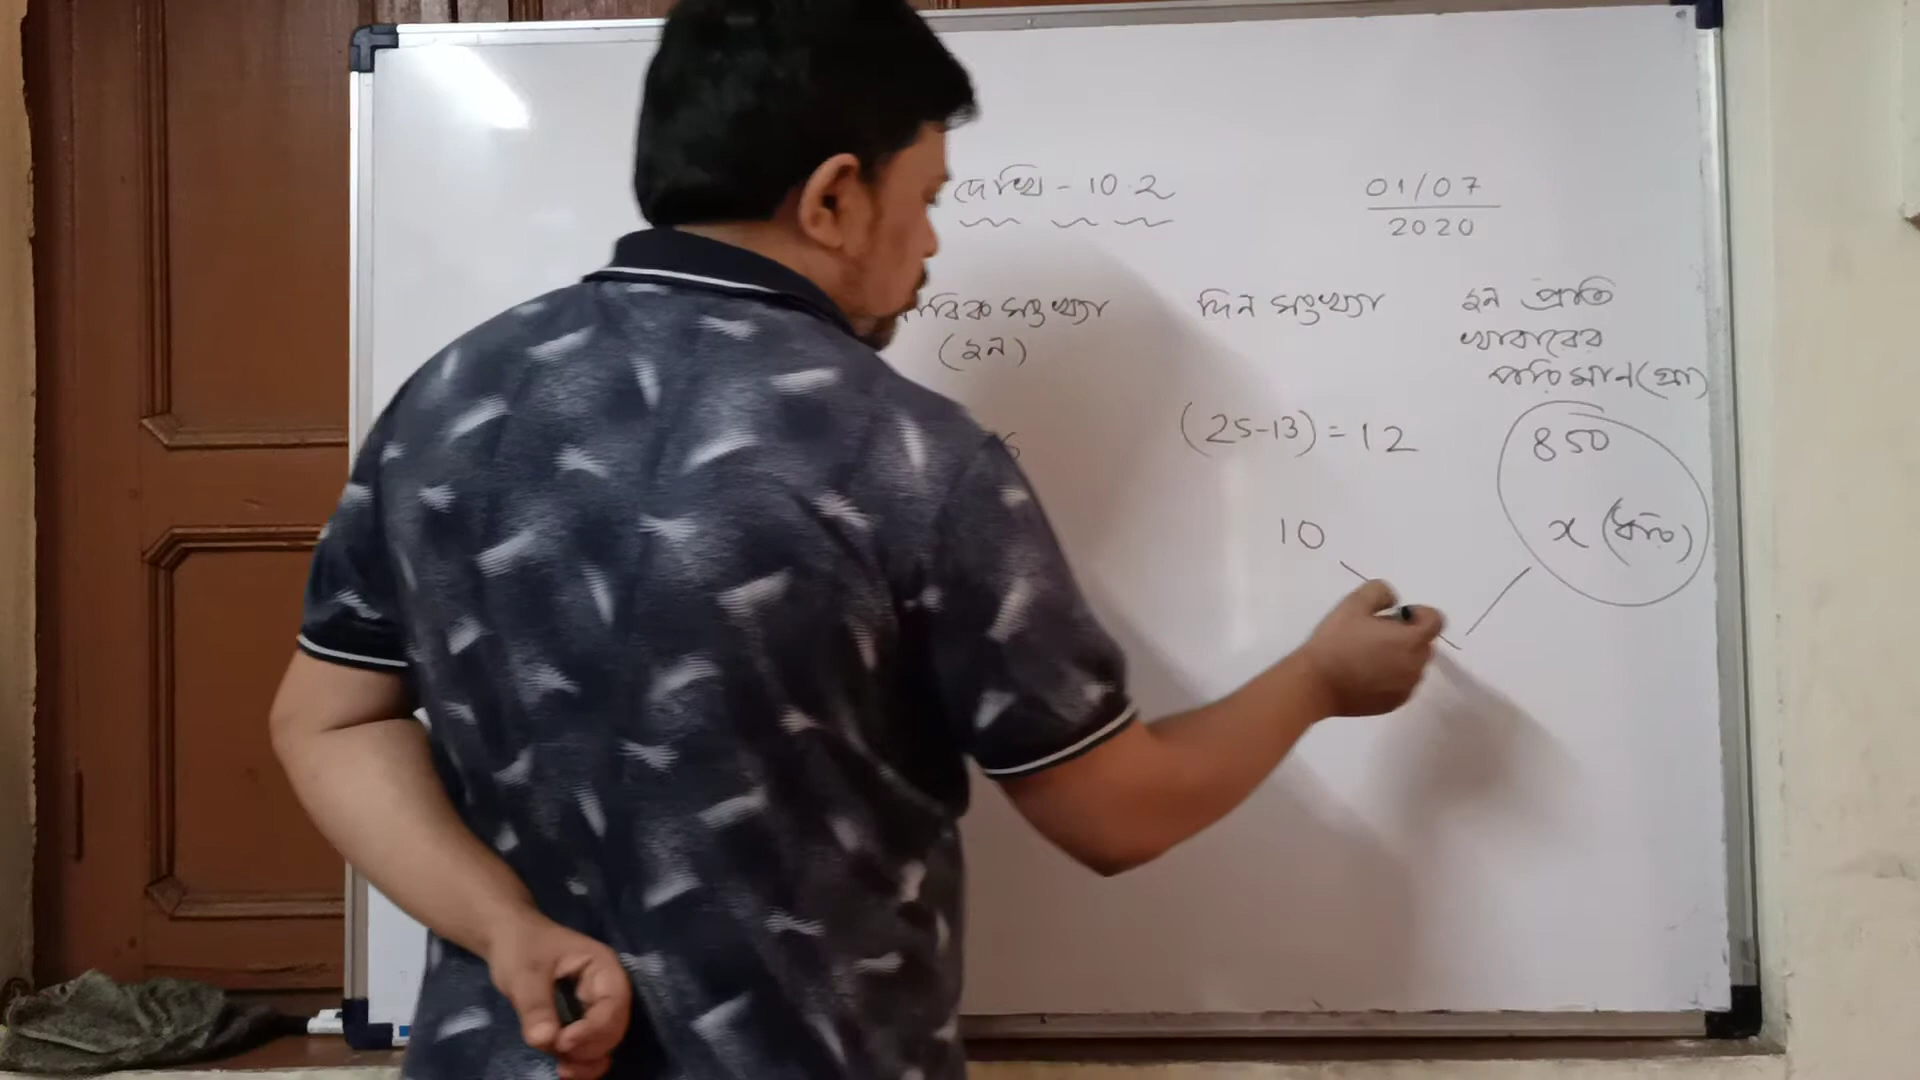 দেখি - 10.2
01/07
2020
সংখ্যা
(জন)
দিন সংখ্যা
জন প্রতি
খাবারের
পরিমান(গ্রা)
(25-13) = 12
850
10
x (ধরি)